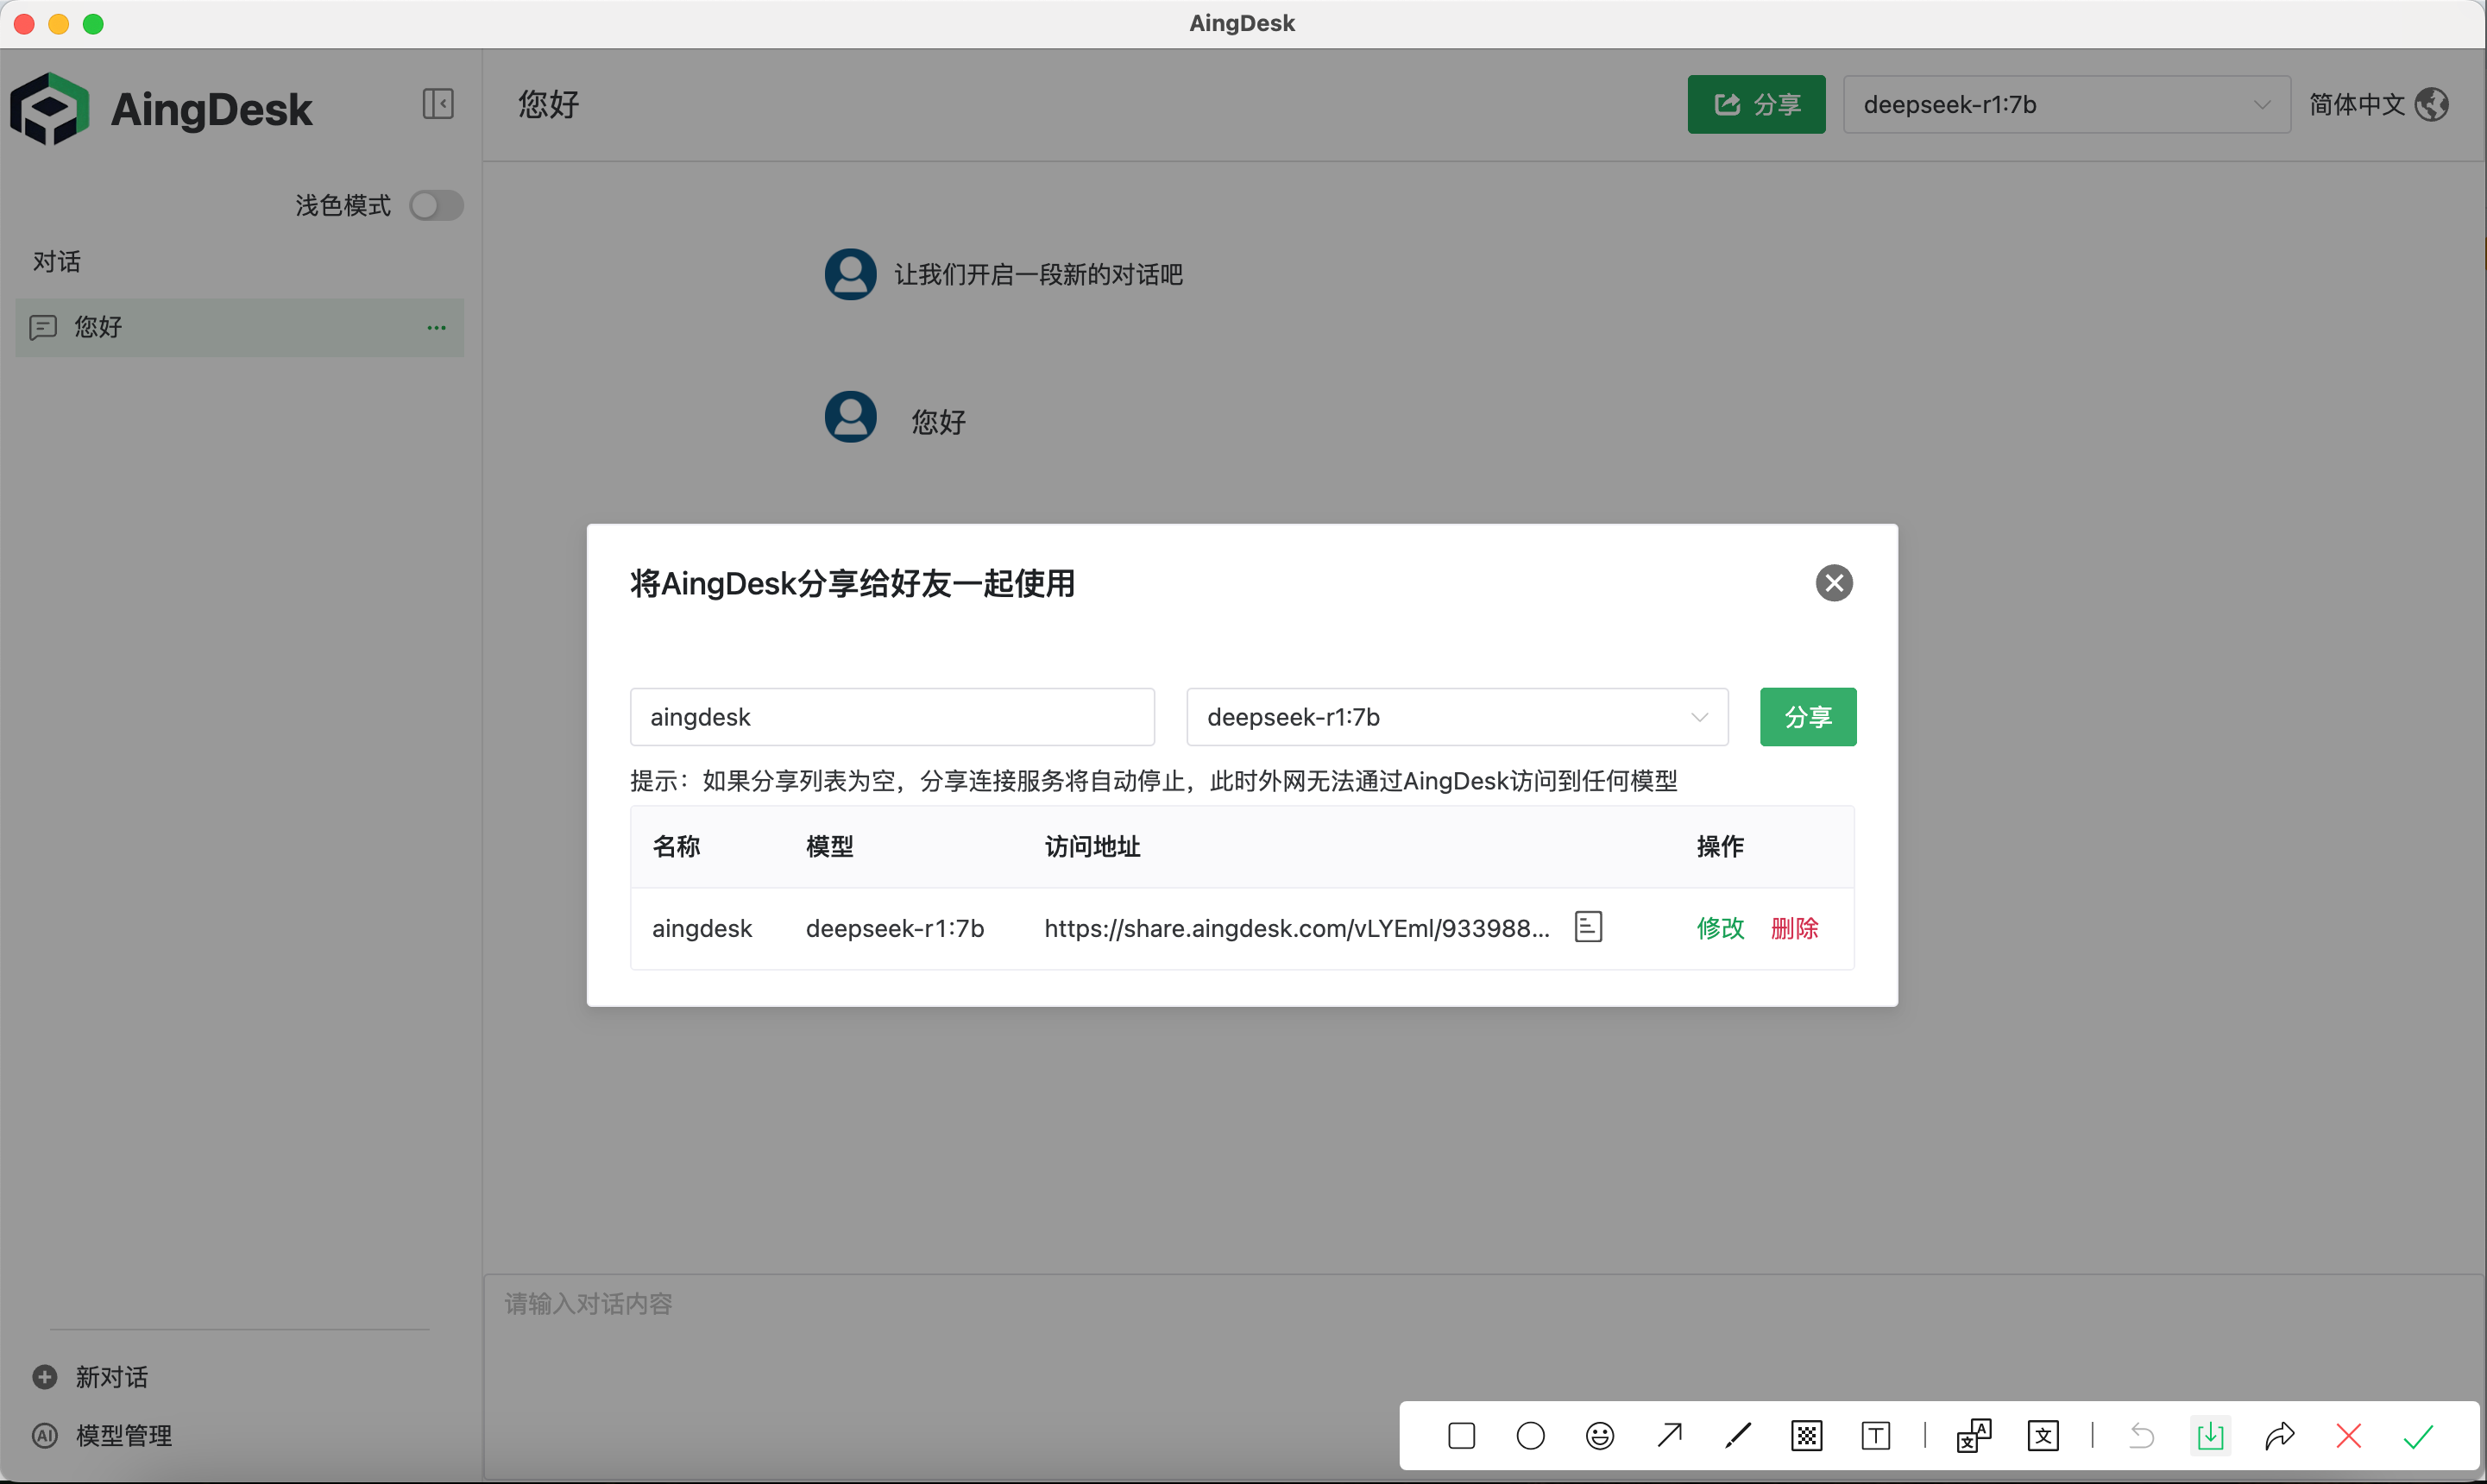 AingDesk
AingDesk
您好
分享
deepseek-r1:7b
简体中文
浅色模式
对话
您好
让我们开启一段新的对话吧
您好
将AingDesk分享给好友一起使用
aingdesk
deepseek-r1:7b
分享
提示：如果分享列表为空，分享连接服务将自动停止，此时外网无法通过AingDesk访问到任何模型
名称 模型 访问地址 操作
aingdesk deepseek-r1:7b https://share.aingdesk.com/vLYEml/933988... 修改 删除
请输入对话内容
新对话
AI 模型管理
T 文 A 文